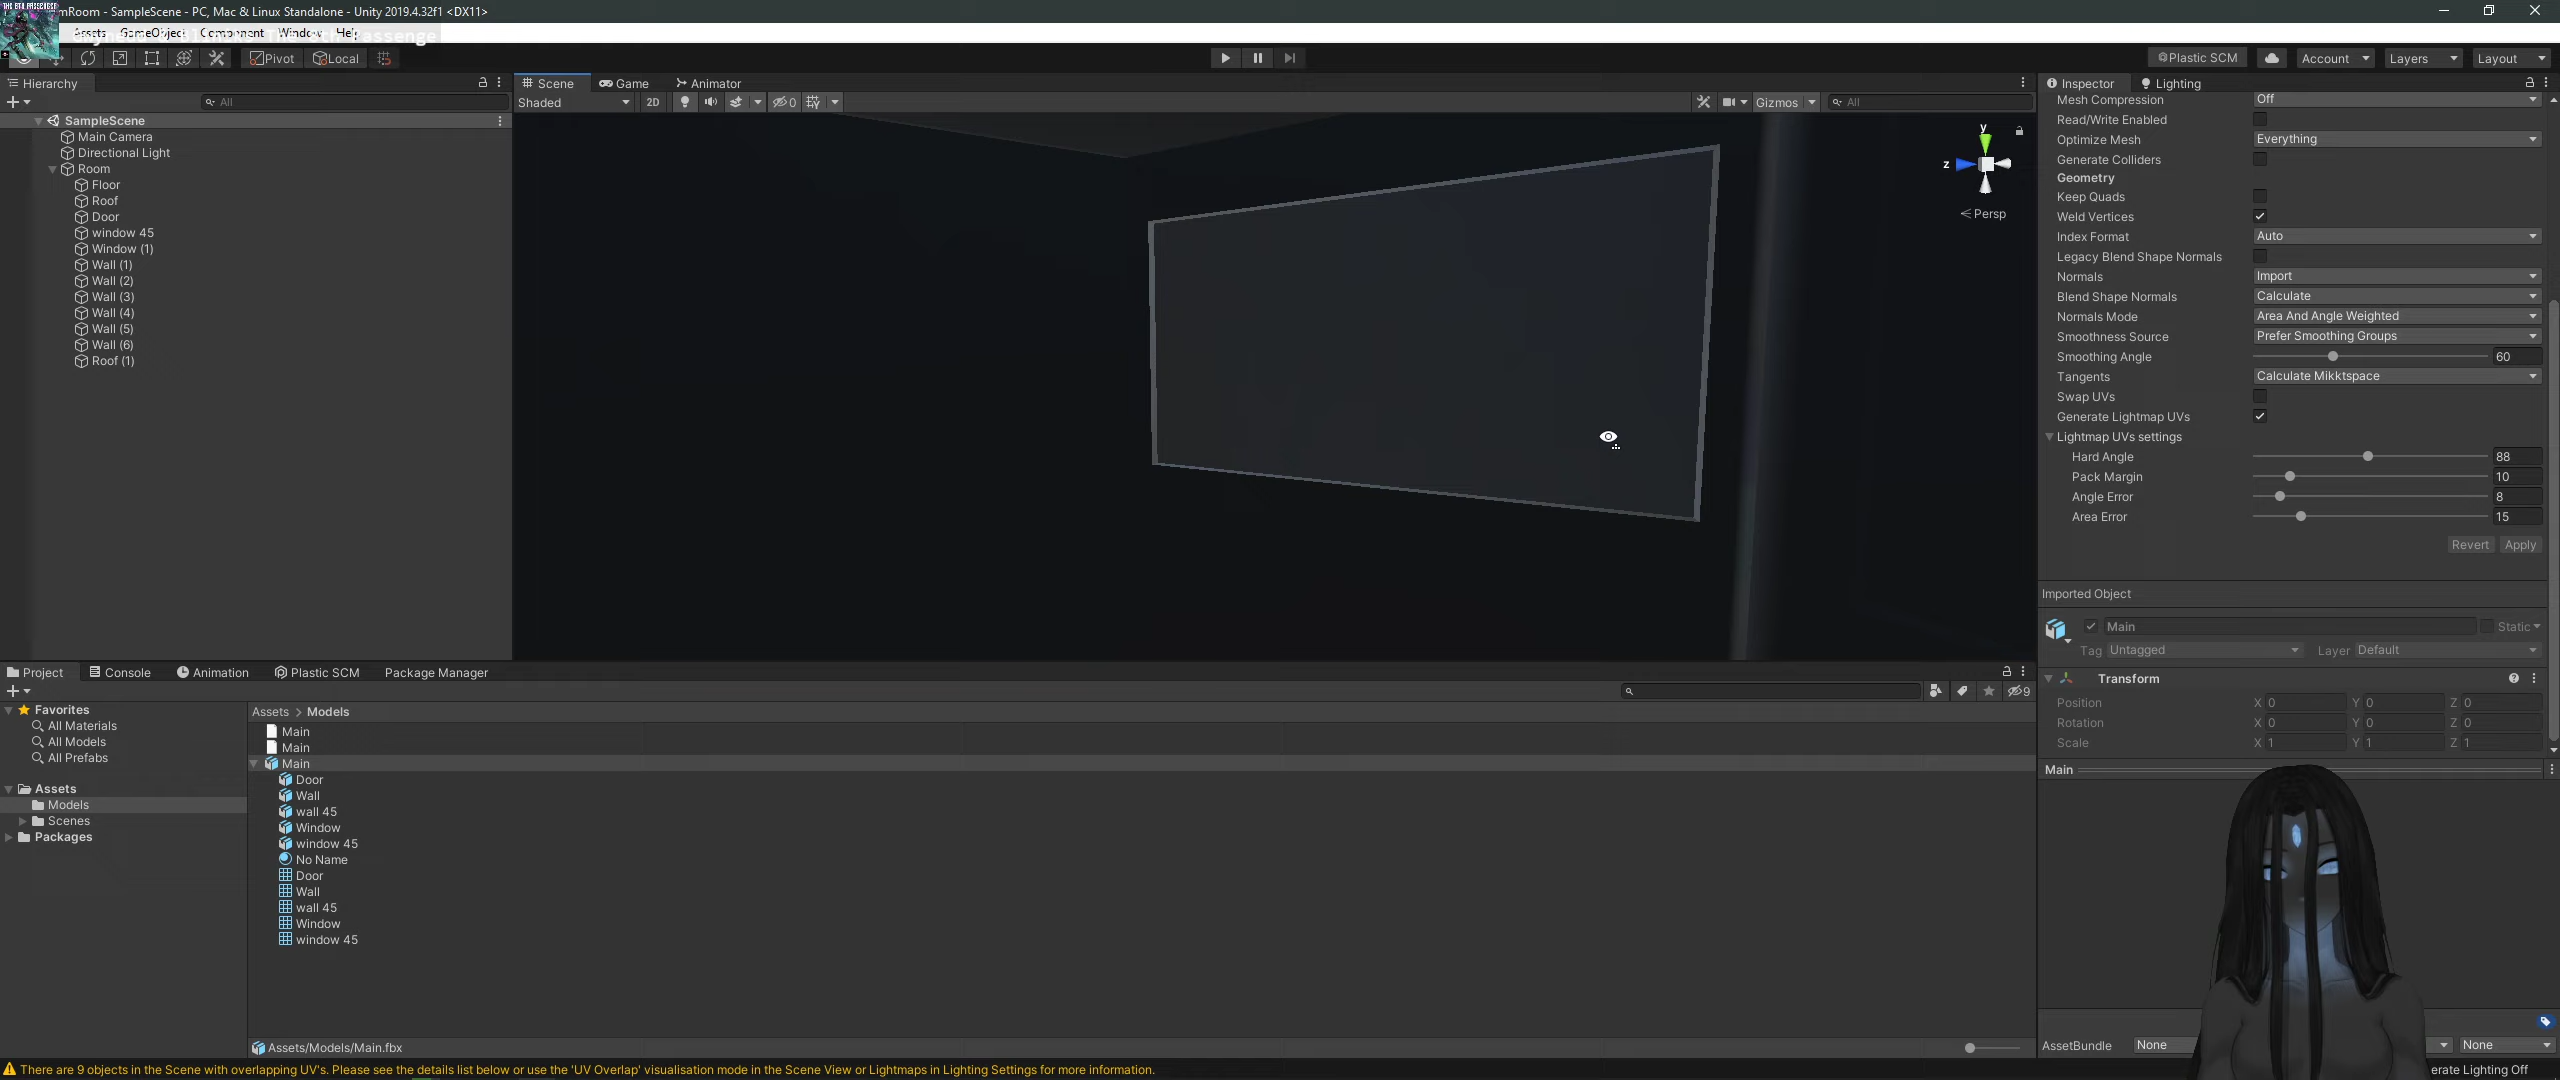 THE 8TH PASSENGER
mRoom - SampleScene - PC, Mac & Linux Standalone - Unity 2019.4.32f1 <DX11>
Assets GameObject Component Window Help
Pivot Local Plastic SCM Account Layers Layout
Hierarchy Scene Game Animator Inspector Lighting
All Shaded 2D 0 Gizmos All
SampleScene
Main Camera
Directional Light
Room
Floor
Roof
Door
window 45
Window (1)
Wall (1)
Wall (2)
Wall (3)
Wall (4)
Wall (5)
Wall (6)
Roof (1)
y
z
Persp
Mesh Compression Off
Read/Write Enabled
Optimize Mesh Everything
Generate Colliders
Geometry
Keep Quads
Weld Vertices
Index Format Auto
Legacy Blend Shape Normals
Normals Import
Blend Shape Normals Calculate
Normals Mode Area And Angle Weighted
Smoothness Source Prefer Smoothing Groups
Smoothing Angle 60
Tangents Calculate Mikktspace
Swap UVs
Generate Lightmap UVs
Lightmap UVs settings
Hard Angle 88
Pack Margin 10
Angle Error 8
Area Error 15
Revert Apply
Imported Object
Main Static
Tag Untagged Layer Default
Transform
Position X 0 Y 0 Z 0
Rotation X 0 Y 0 Z 0
Scale X 1 Y 1 Z 1
Main
AssetBundle None None
Project Console Animation Plastic SCM Package Manager
9
Favorites
All Materials
All Models
All Prefabs
Assets
Models
Scenes
Packages
Assets > Models
Main
Main
Main
Door
Wall
wall 45
Window
window 45
No Name
Door
Wall
wall 45
Window
window 45
Assets/Models/Main.fbx
There are 9 objects in the Scene with overlapping UV's. Please see the details list below or use the 'UV Overlap' visualisation mode in the Scene View or Lightmaps in Lighting Settings for more information.
erate Lighting Off